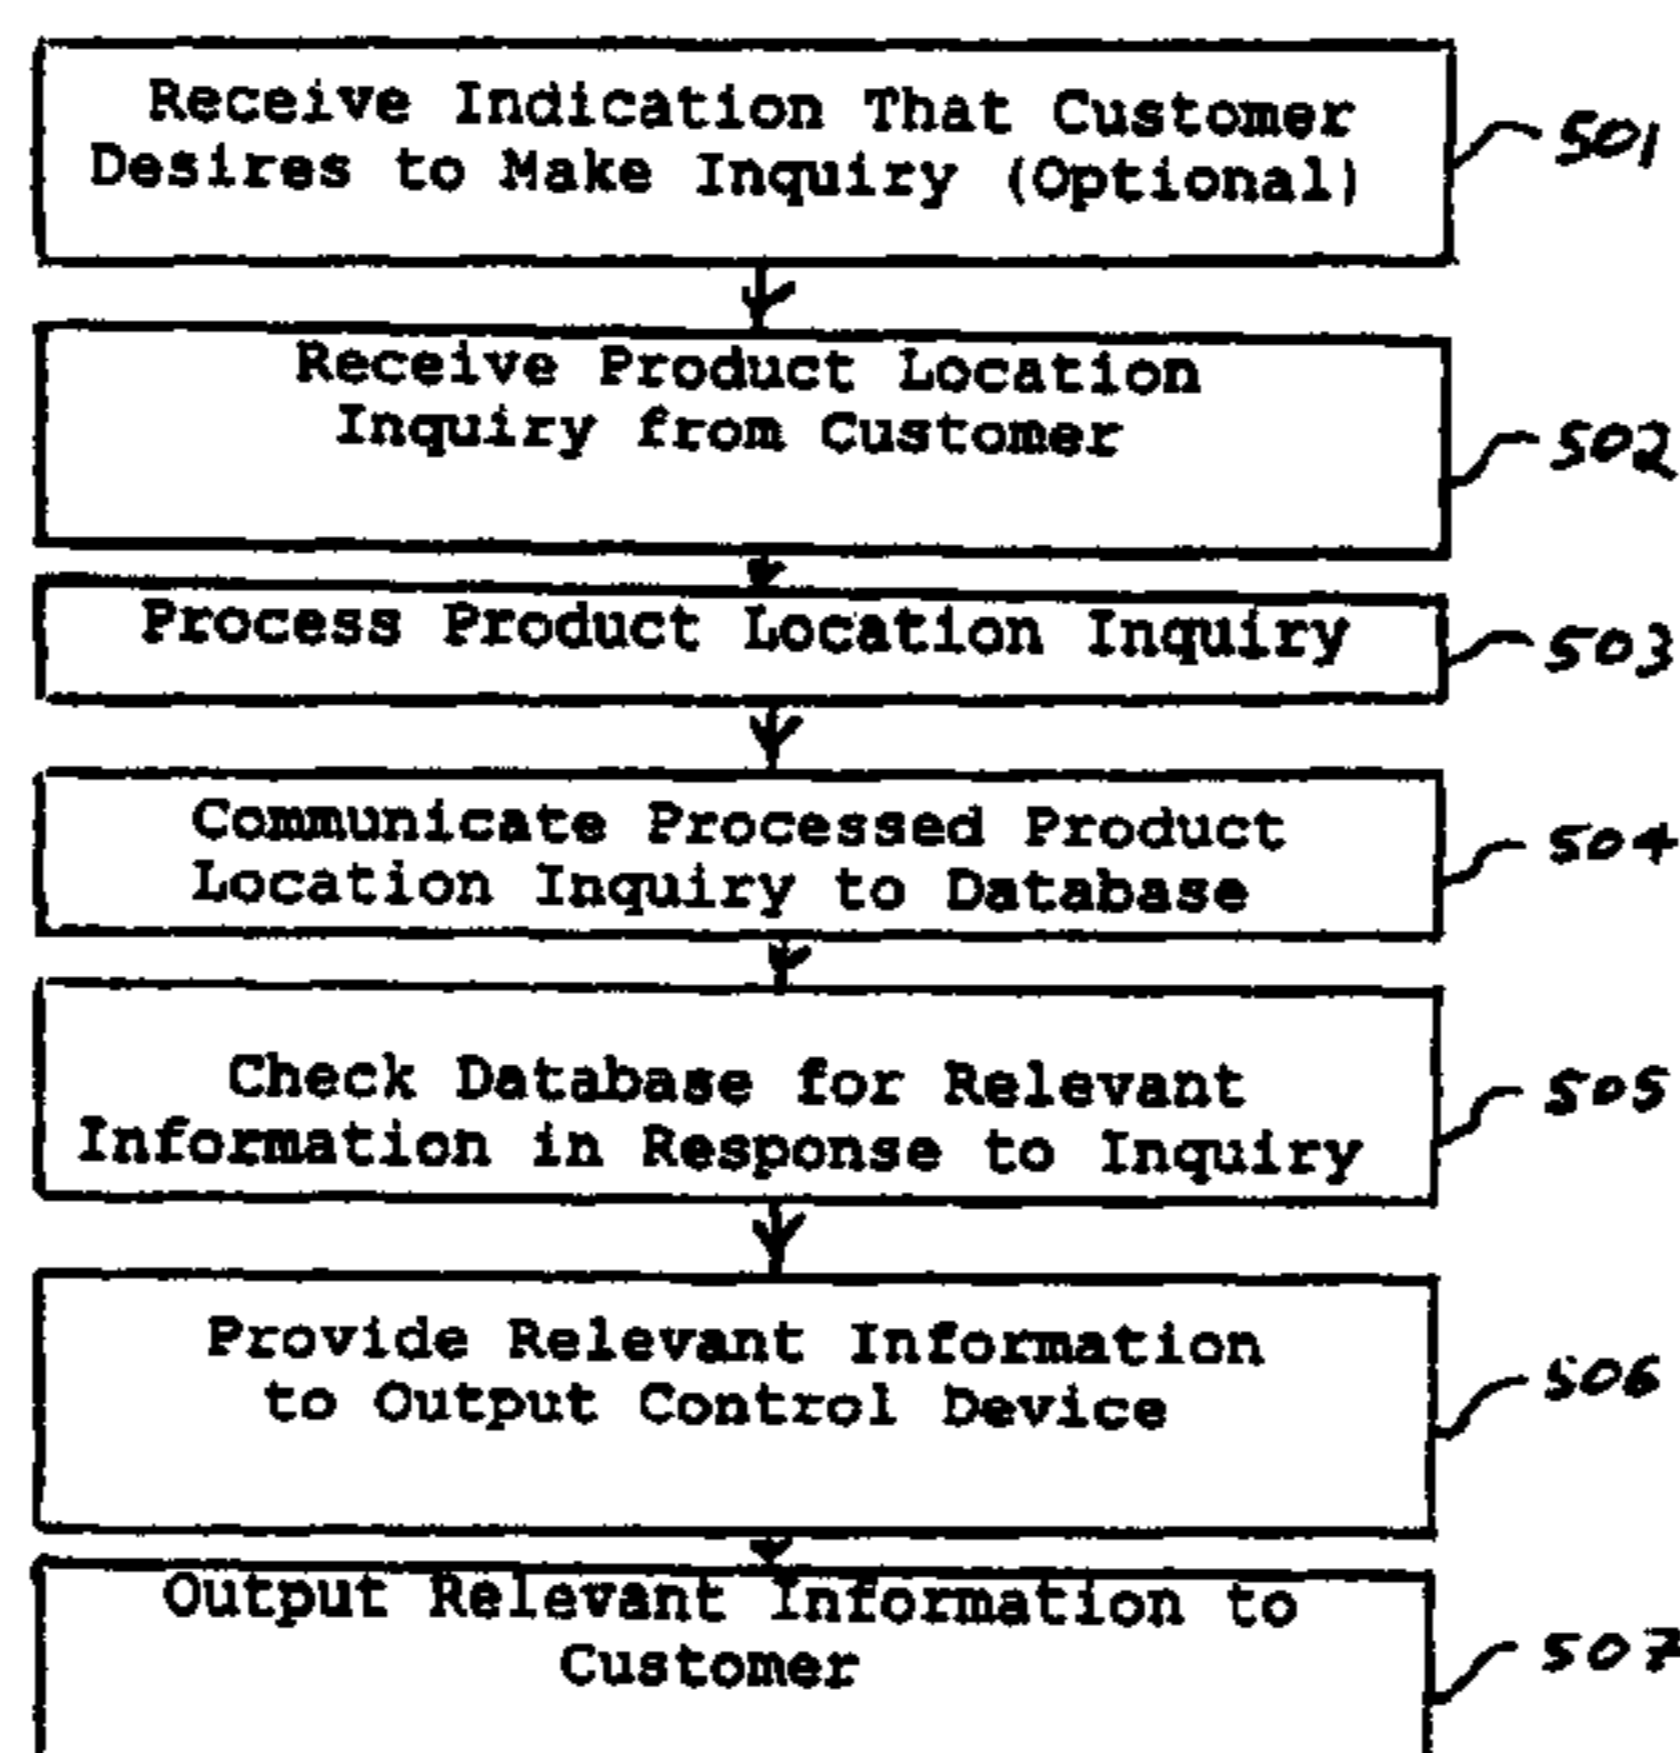 Receive Indication That Customer
Desires to Make Inquiry (Optional)
501
Receive Product Location
Inquiry from Customer
502
Process Product Location Inquiry
503
Communicate Processed Product
Location Inquiry to Database
504
Check Database for Relevant
Information in Response to Inquiry
505
Provide Relevant Information
to Output Control Device
506
Output Relevant Information to
Customer
507